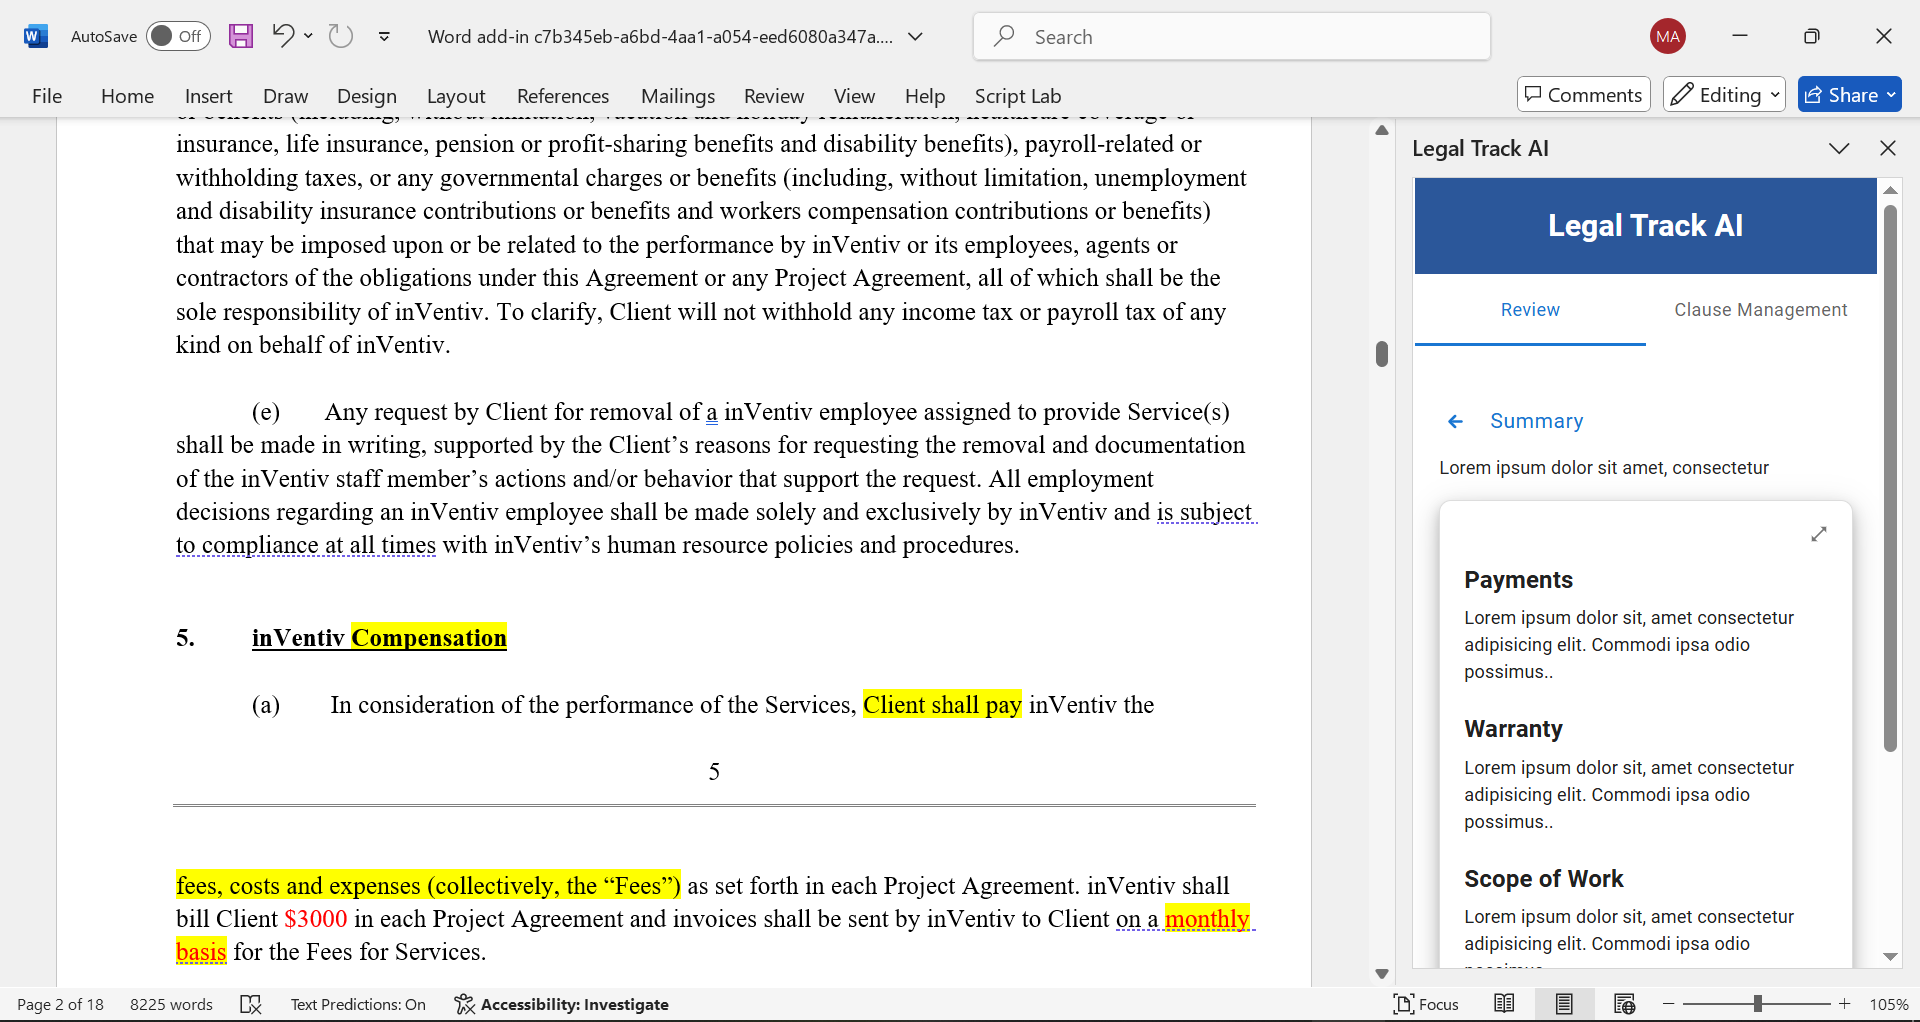 AutoSave Off Word add-in c7b345eb-a6bd-4aa1-a054-eed6080a347a.... Search MA
File Home Insert Draw Design Layout References Mailings Review View Help Script Lab Comments Editing Share
of benefits (including, without limitation, vacation and holiday remuneration, healthcare coverage or
insurance, life insurance, pension or profit-sharing benefits and disability benefits), payroll-related or
withholding taxes, or any governmental charges or benefits (including, without limitation, unemployment
and disability insurance contributions or benefits and workers compensation contributions or benefits)
that may be imposed upon or be related to the performance by inVentiv or its employees, agents or
contractors of the obligations under this Agreement or any Project Agreement, all of which shall be the
sole responsibility of inVentiv. To clarify, Client will not withhold any income tax or payroll tax of any
kind on behalf of inVentiv.
(e) Any request by Client for removal of a inVentiv employee assigned to provide Service(s)
shall be made in writing, supported by the Client’s reasons for requesting the removal and documentation
of the inVentiv staff member’s actions and/or behavior that support the request. All employment
decisions regarding an inVentiv employee shall be made solely and exclusively by inVentiv and is subject
to compliance at all times with inVentiv’s human resource policies and procedures.
5. inVentiv Compensation
(a) In consideration of the performance of the Services, Client shall pay inVentiv the
5
fees, costs and expenses (collectively, the “Fees”) as set forth in each Project Agreement. inVentiv shall
bill Client $3000 in each Project Agreement and invoices shall be sent by inVentiv to Client on a monthly
basis for the Fees for Services.
Legal Track AI
Legal Track AI
Review Clause Management
Summary
Lorem ipsum dolor sit amet, consectetur
Payments
Lorem ipsum dolor sit, amet consectetur
adipisicing elit. Commodi ipsa odio
possimus..
Warranty
Lorem ipsum dolor sit, amet consectetur
adipisicing elit. Commodi ipsa odio
possimus..
Scope of Work
Lorem ipsum dolor sit, amet consectetur
adipisicing elit. Commodi ipsa odio
Page 2 of 18 8225 words Text Predictions: On Accessibility: Investigate Focus 105%